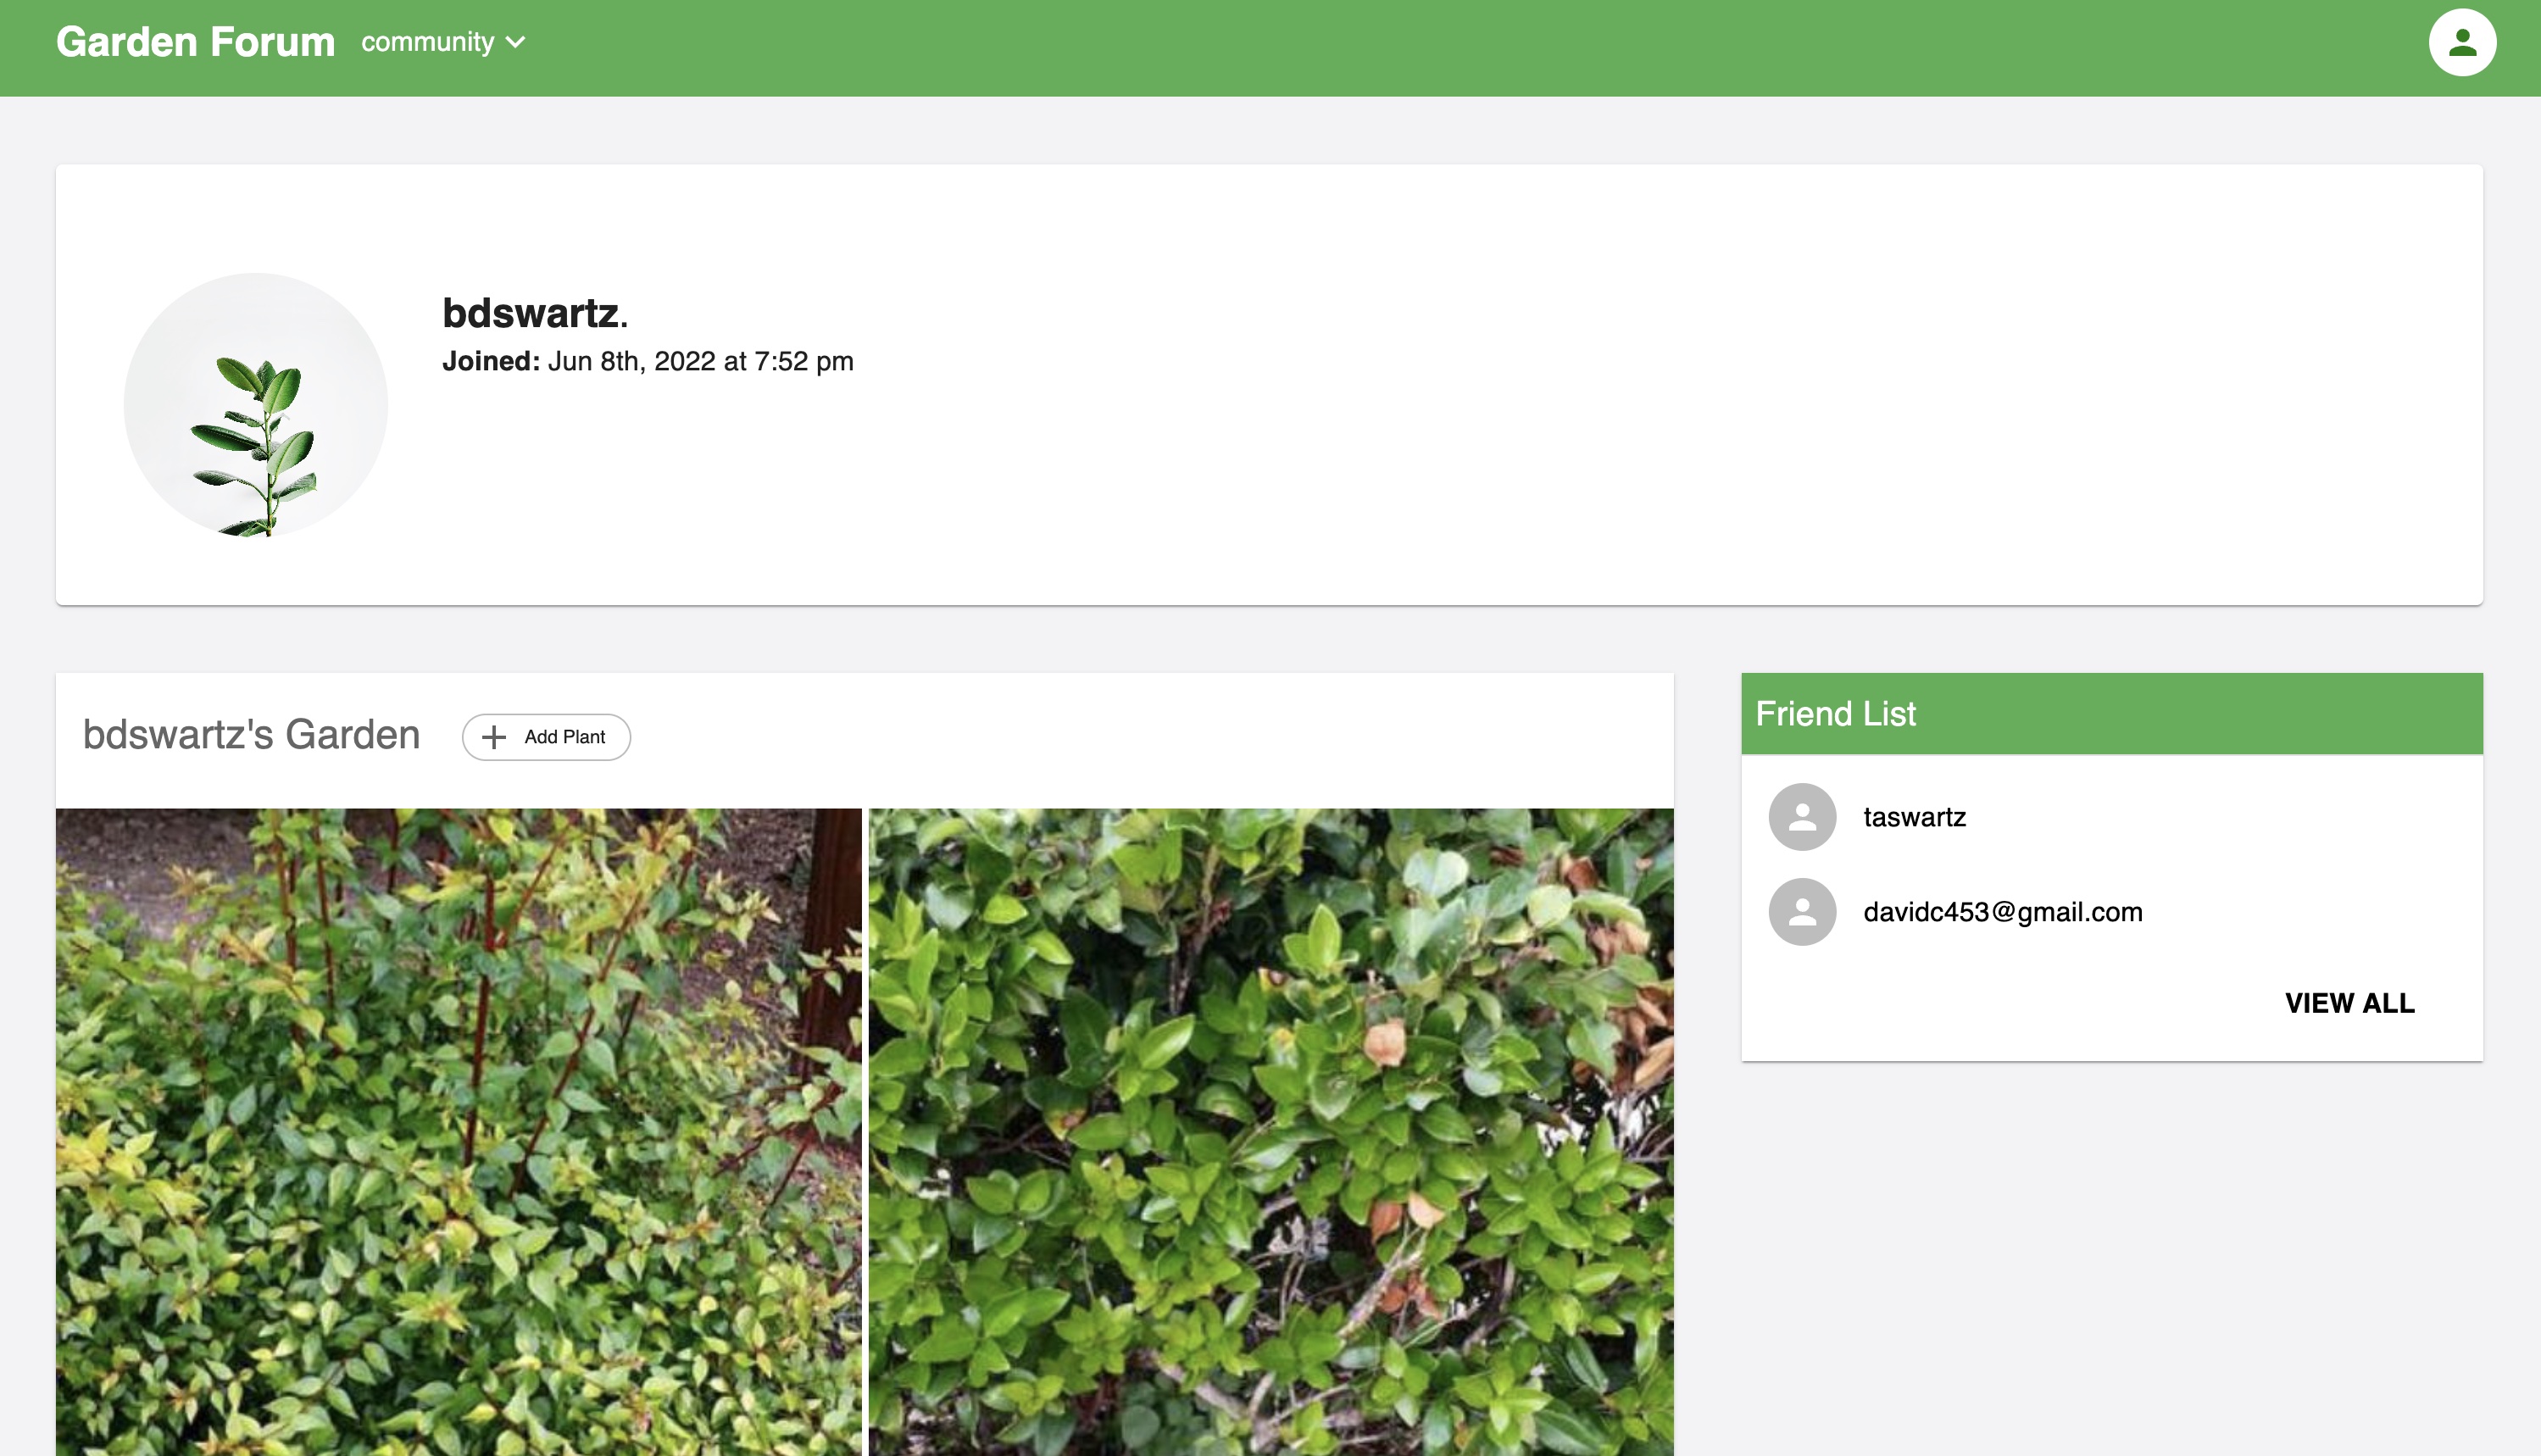 Garden Forum community
bdswartz.
Joined: Jun 8th, 2022 at 7:52 pm
bdswartz's Garden
Add Plant
Friend List
taswartz
davidc453@gmail.com
VIEW ALL